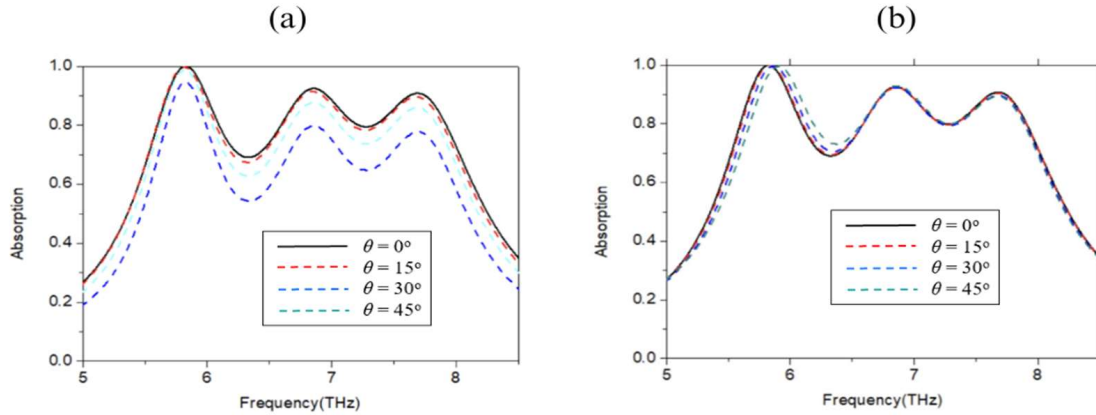 (a)
1.0
0.8
0.6
0.4
0.2
0.0
Absorption
5
6
7
8
Frequency(THz)
θ = 0°
θ = 15°
θ = 30°
θ = 45°
(b)
1.0
0.8
0.6
0.4
0.2
0.0
Absorption
5
6
7
8
Frequency(THz)
θ = 0°
θ = 15°
θ = 30°
θ = 45°